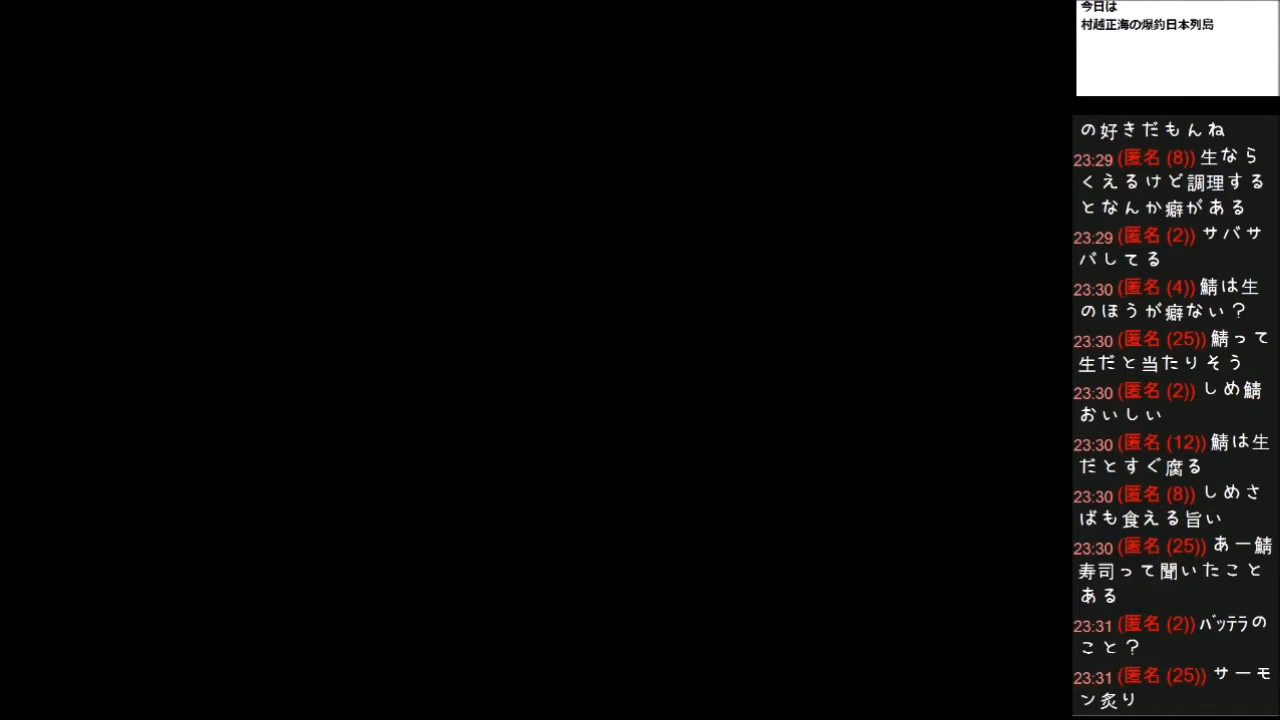 今日は
村越正海の爆釣日本列島
の好きだもんね
23:29 (匿名 (8)) 生なら
くえるけど調理する
となんか癖がある
23:29 (匿名 (2)) サバサ
バしてる
23:30 (匿名 (4)) 鯖は生
のほうが癖ない？
23:30 (匿名 (25)) 鯖って
生だと当たりそう
23:30 (匿名 (2)) しめ鯖
おいしい
23:30 (匿名 (12)) 鯖は生
だとすぐ腐る
23:30 (匿名 (8)) しめさ
ばも食える旨い
23:30 (匿名 (25)) あー鯖
寿司って聞いたこと
ある
23:31 (匿名 (2)) ﾊﾞｯﾃﾗの
こと？
23:31 (匿名 (25)) サーモ
ン炙り